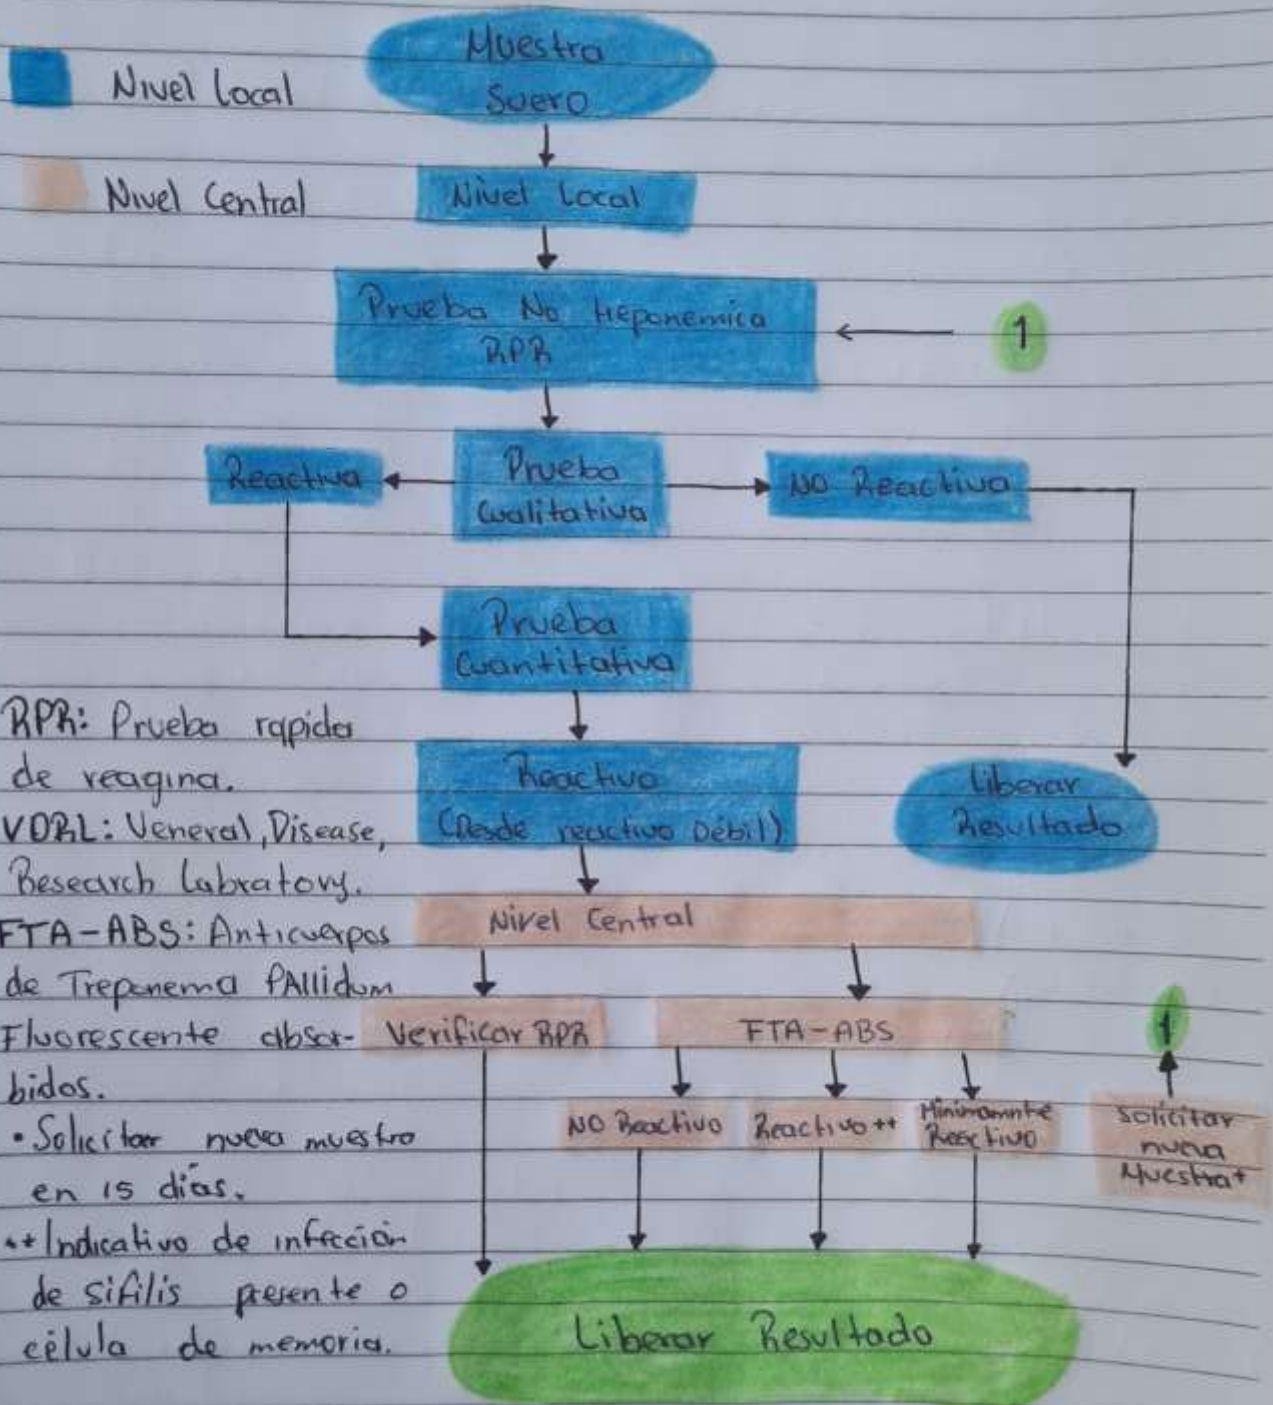 Muestra
Suero
Nivel Local
Nivel Central
Nivel Local
Prueba No treponemica
RPR
1
Reactiva
Prueba
Cualitativa
NO Reactiva
Prueba
Cuantitativa
RPR: Prueba rapida
de reagina.
VDRL: Veneral, Disease,
Research Labratory.
FTA-ABS: Anticuerpos
de Treponema PAllidum
Fluorescente absor-
bidos.
• Solicitar nueva muestra
en 15 días.
** Indicativo de infección
de sifilis presente o
célula de memoria.
Reactivo
(Desde reactivo Débil)
Liberar
Resultado
Nivel Central
Verificar RPR
FTA-ABS
1
NO Reactivo
Reactivo++
Minimamnte
Reactivo
Solicitar
nueva
Muestra+
Liberar Resultado